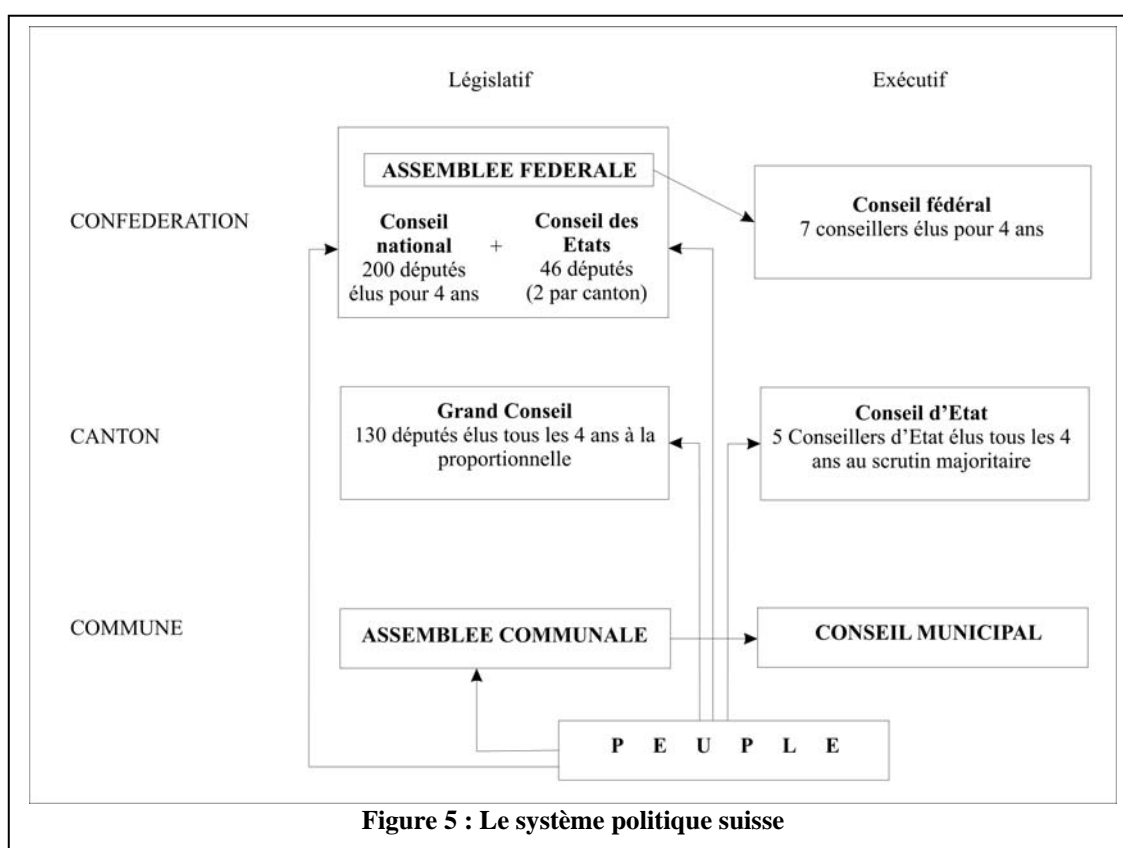 Législatif Exécutif
CONFEDERATION
ASSEMBLEE FEDERALE
Conseil
national
200 députés
élus pour 4 ans
+
Conseil des
Etats
46 députés
(2 par canton)
Conseil fédéral
7 conseillers élus pour 4 ans
CANTON
Grand Conseil
130 députés élus tous les 4 ans à la
proportionnelle
Conseil d’Etat
5 Conseillers d’Etat élus tous les 4
ans au scrutin majoritaire
COMMUNE
ASSEMBLEE COMMUNALE
CONSEIL MUNICIPAL
P E U P L E
Figure 5 : Le système politique suisse